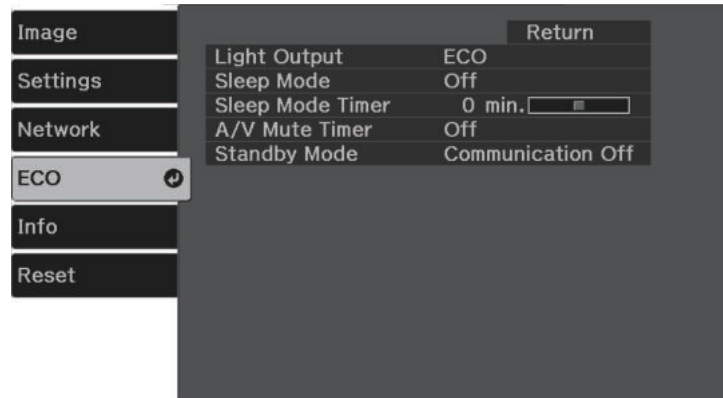 Image
Settings
Network
ECO
Info
Reset
Return
Light Output ECO
Sleep Mode Off
Sleep Mode Timer 0 min.
A/V Mute Timer Off
Standby Mode Communication Off